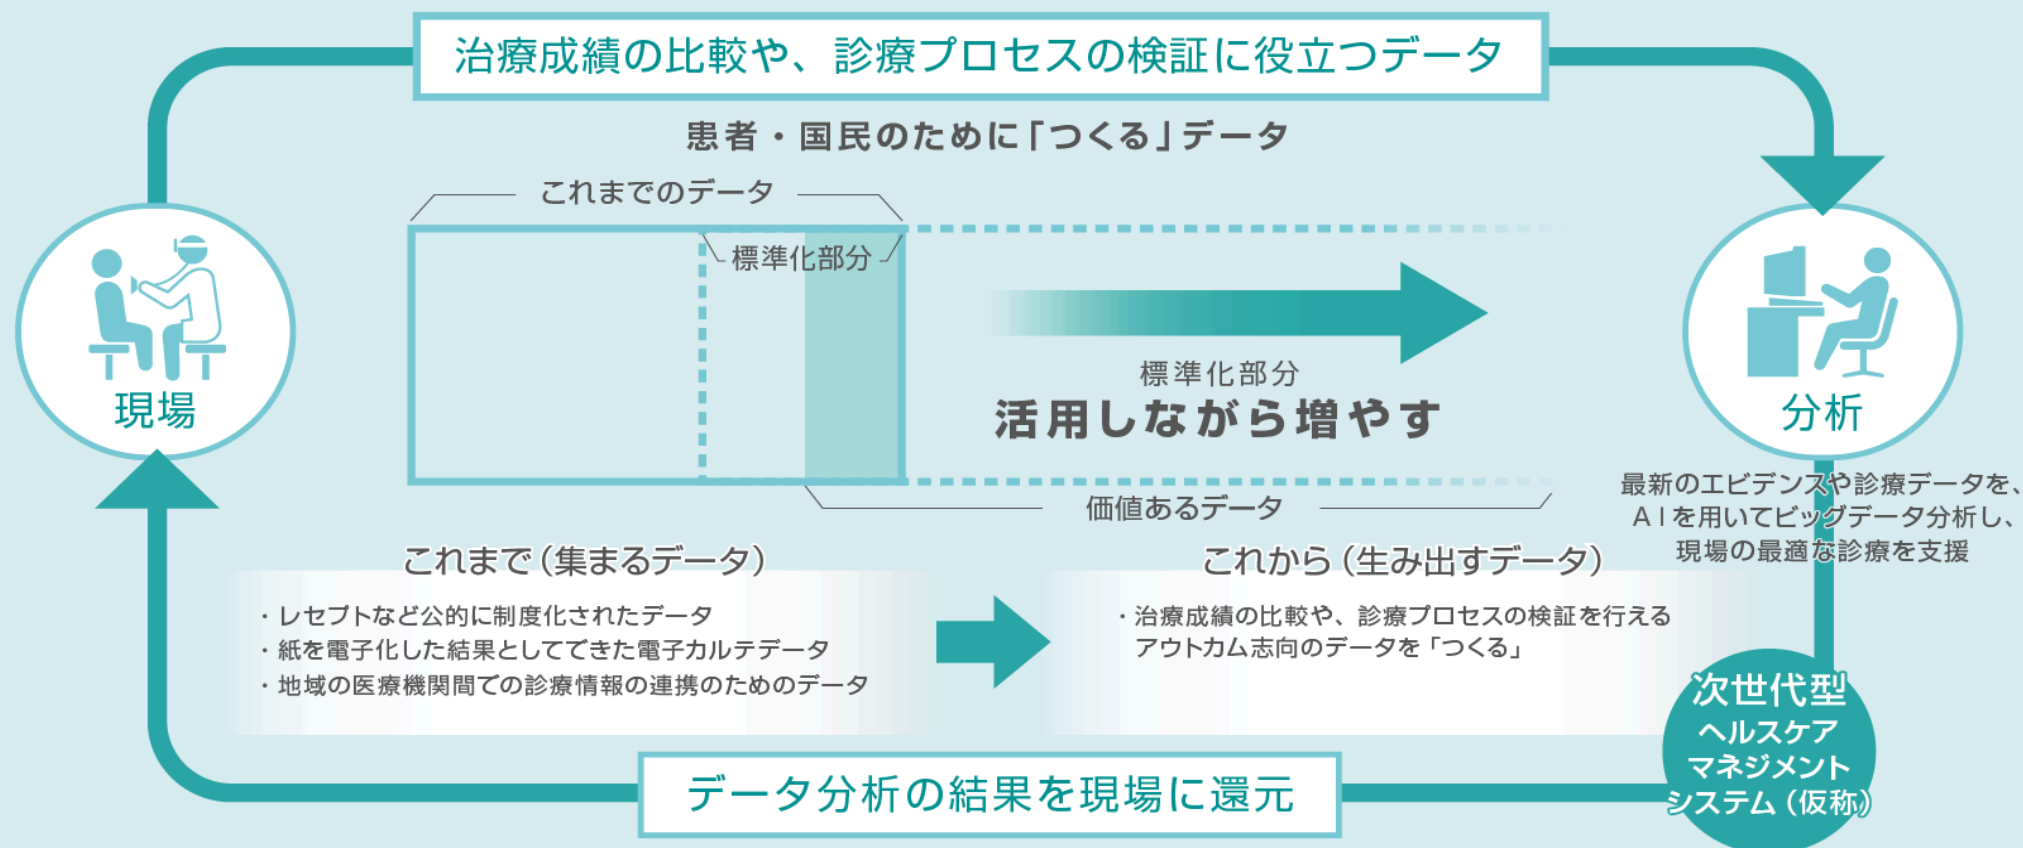 治療成績の比較や、診療プロセスの検証に役立つデータ
患者・国民のために「つくる」データ
これまでのデータ
標準化部分
標準化部分
活用しながら増やす
価値あるデータ
現場
分析
最新のエビデンスや診療データを、
AIを用いてビッグデータ分析し、
現場の最適な診療を支援
これまで(集まるデータ)
・レセプトなど公的に制度化されたデータ
・紙を電子化した結果としてできた電子カルテデータ
・地域の医療機関間での診療情報の連携のためのデータ
これから(生み出すデータ)
・治療成績の比較や、診療プロセスの検証を行える
アウトカム志向のデータを「つくる」
次世代型
ヘルスケア
マネジメント
システム(仮称)
データ分析の結果を現場に還元